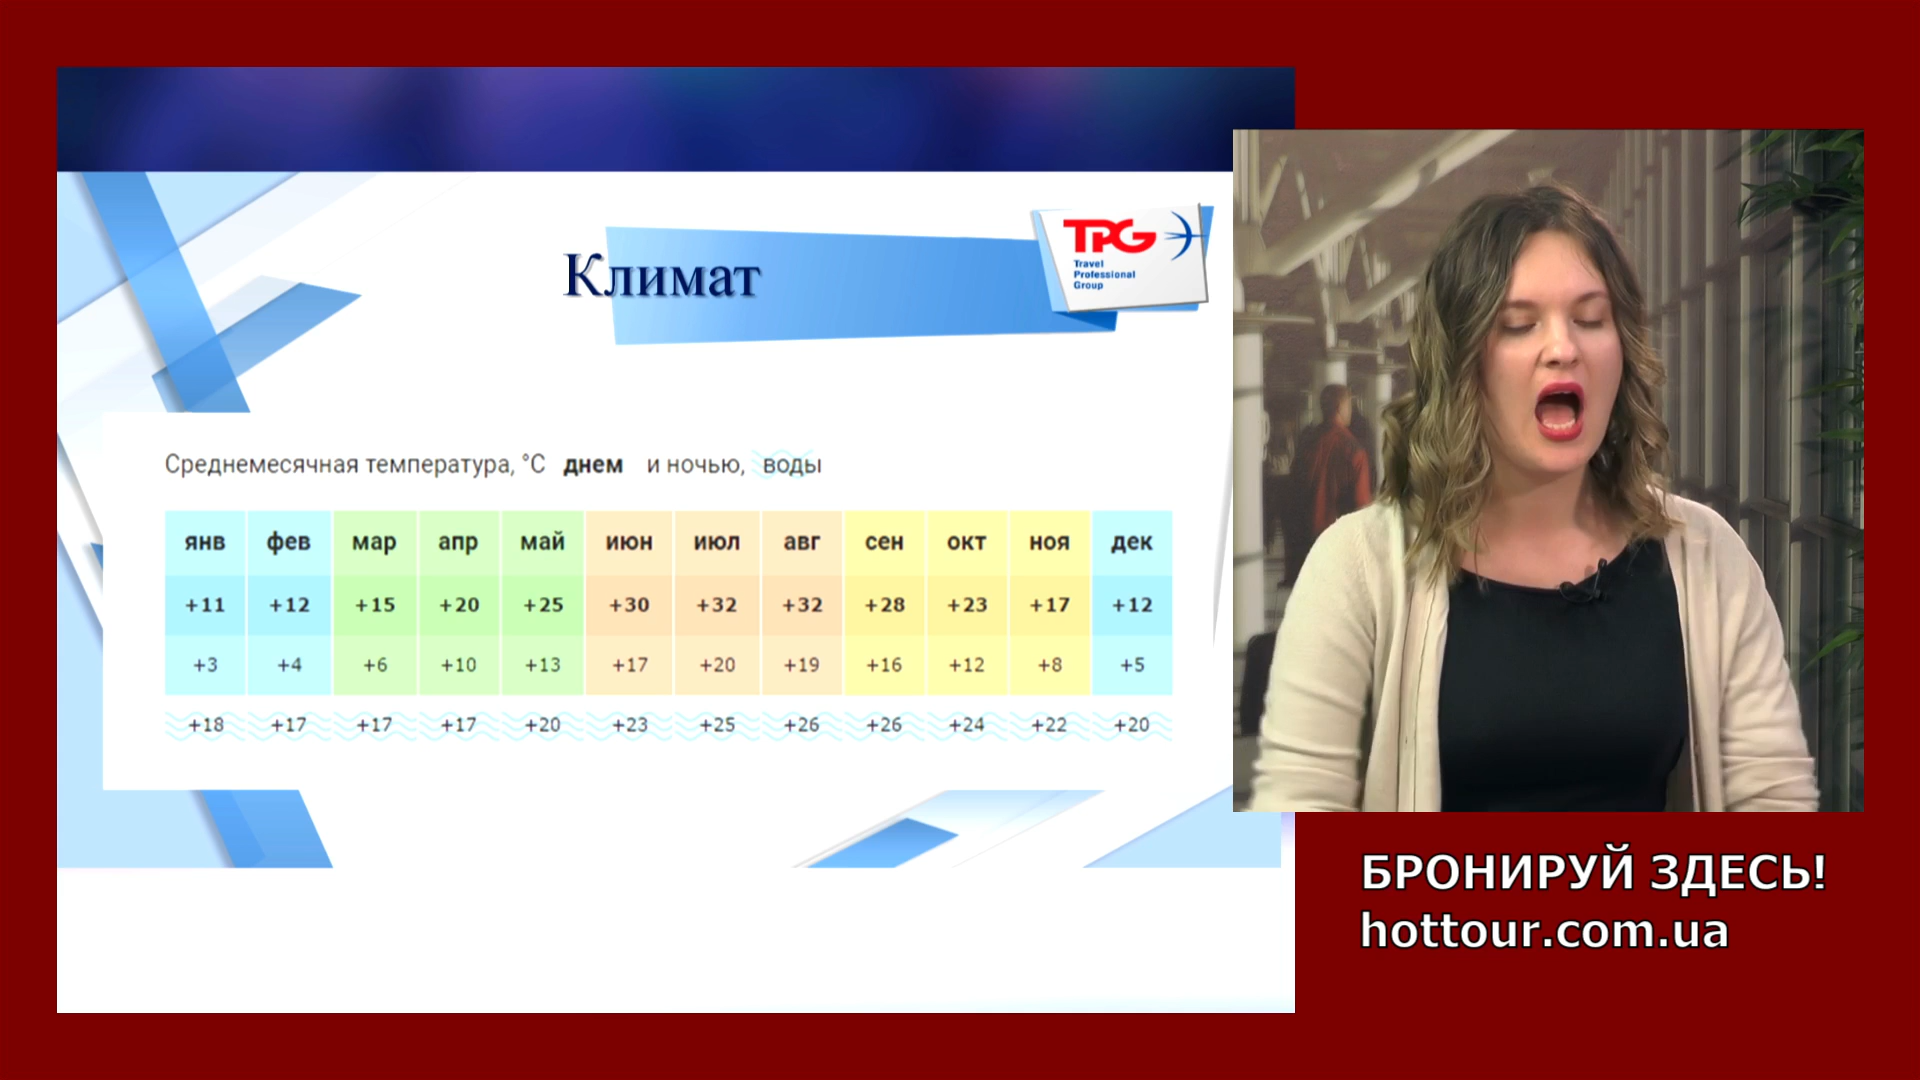 Климат
TPG
Travel
Professional
Group
Среднемесячная температура, °C днем и ночью, воды
янв фев мар апр май июн июл авг сен окт ноя дек
+11 +12 +15 +20 +25 +30 +32 +32 +28 +23 +17 +12
+3 +4 +6 +10 +13 +17 +20 +19 +16 +12 +8 +5
+18 +17 +17 +17 +20 +23 +25 +26 +26 +24 +22 +20
БРОНИРУЙ ЗДЕСЬ!
hottour.com.ua